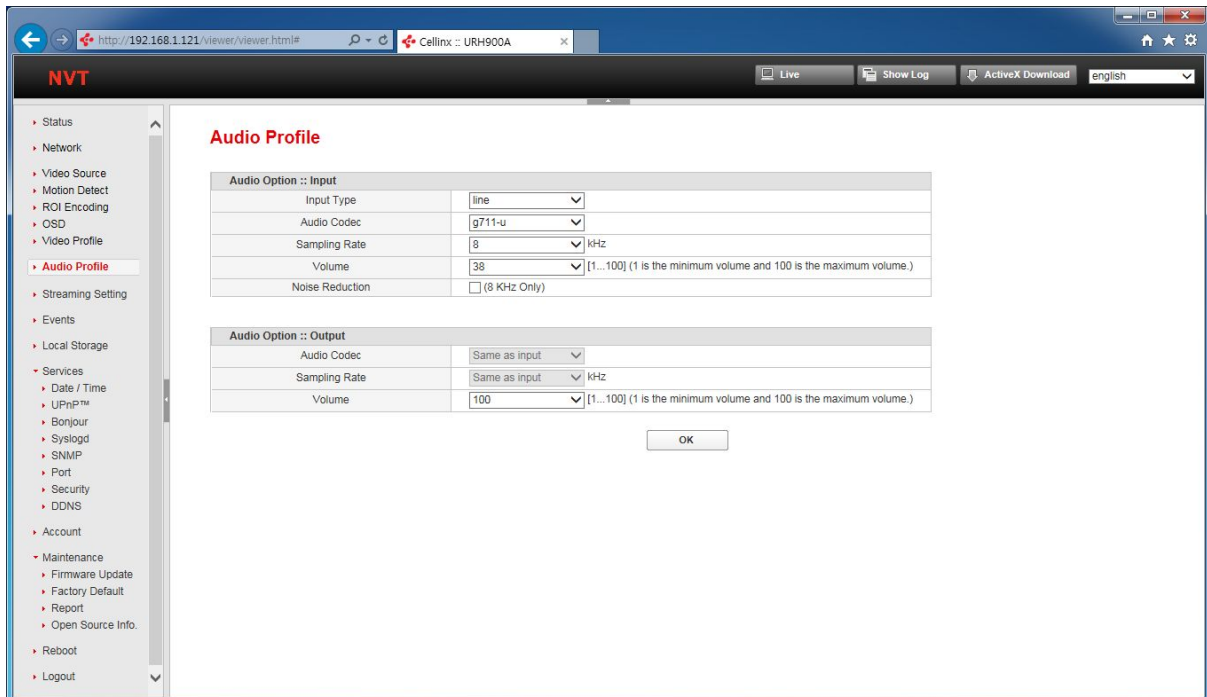 http://192.168.1.121/viewer/viewer.html#
Cellinx :: URH900A
NVT
Live
Show Log
ActiveX Download
english
Status
Network
Video Source
Motion Detect
ROI Encoding
OSD
Video Profile
Audio Profile
Streaming Setting
Events
Local Storage
Services
Date / Time
UPnP™
Bonjour
Syslogd
SNMP
Port
Security
DDNS
Account
Maintenance
Firmware Update
Factory Default
Report
Open Source Info.
Reboot
Logout
Audio Profile
Audio Option :: Input
Input Type line
Audio Codec g711-u
Sampling Rate 8 kHz
Volume 38 [1...100] (1 is the minimum volume and 100 is the maximum volume.)
Noise Reduction (8 KHz Only)
Audio Option :: Output
Audio Codec Same as input
Sampling Rate Same as input kHz
Volume 100 [1...100] (1 is the minimum volume and 100 is the maximum volume.)
OK